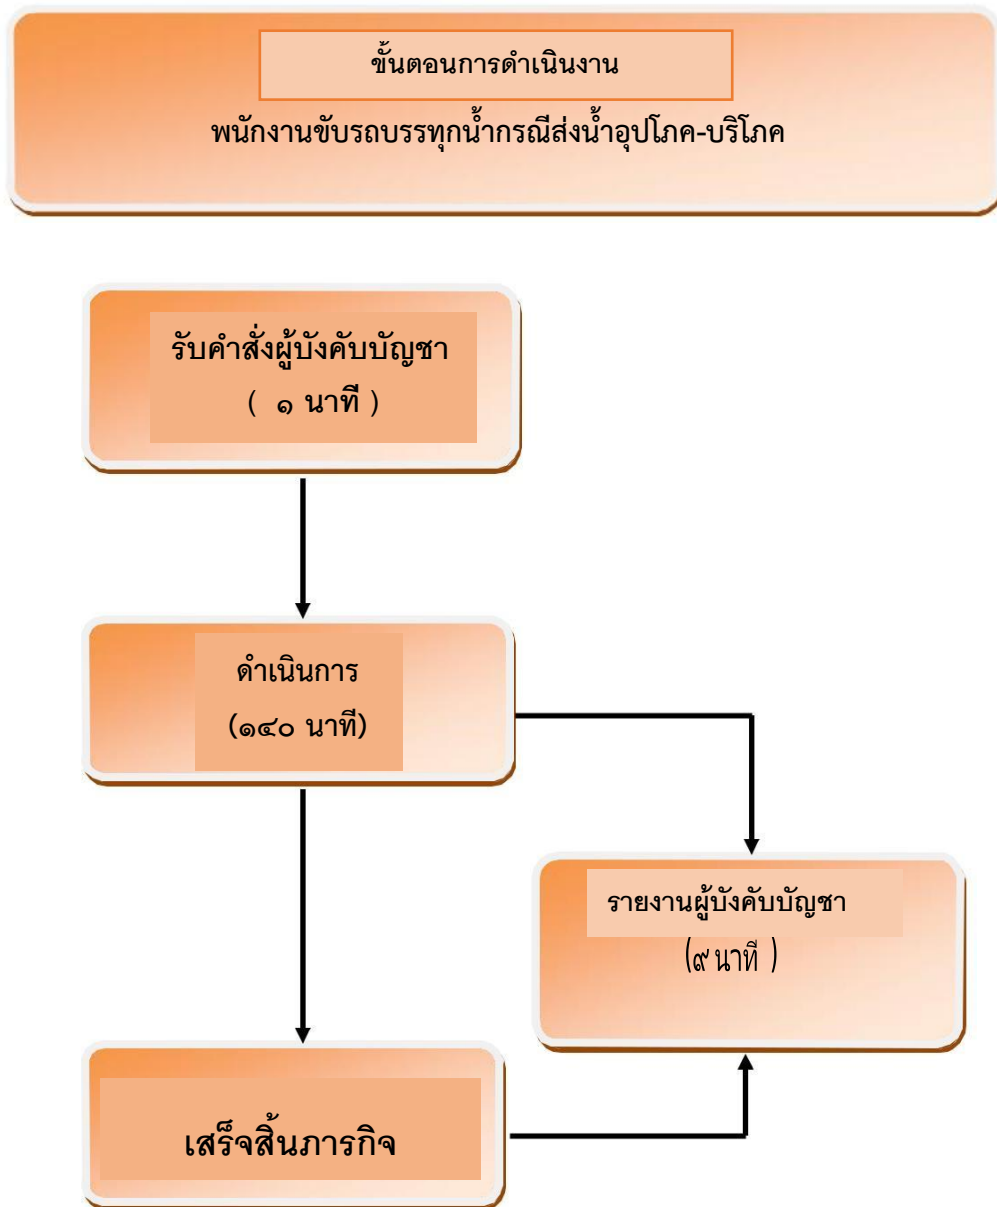 ขั้นตอนการดำเนินงาน
พนักงานขับรถบรรทุกน้ำกรณีส่งน้ำอุปโภค-บริโภค
รับคำสั่งผู้บังคับบัญชา
( ๑ นาที )
ดำเนินการ
(๑๔๐ นาที)
รายงานผู้บังคับบัญชา
(๙ นาที )
เสร็จสิ้นภารกิจ